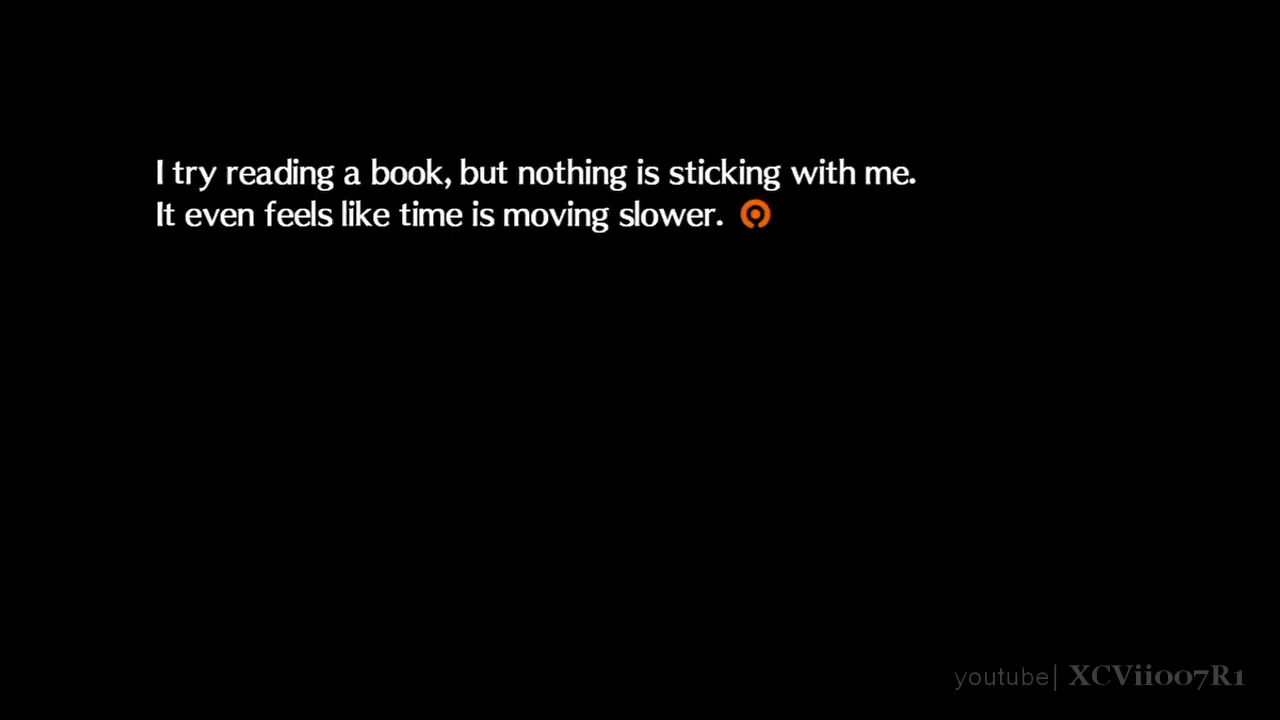 I try reading a book, but nothing is sticking with me.
It even feels like time is moving slower.
youtube| XCVii007R1